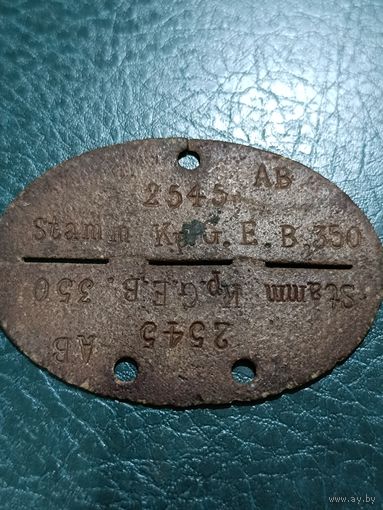 AB
2545
Stamm Kp. G. E. B. 350
Stamm Kp. G. E. B. 350
2545
AB
www.ay.by